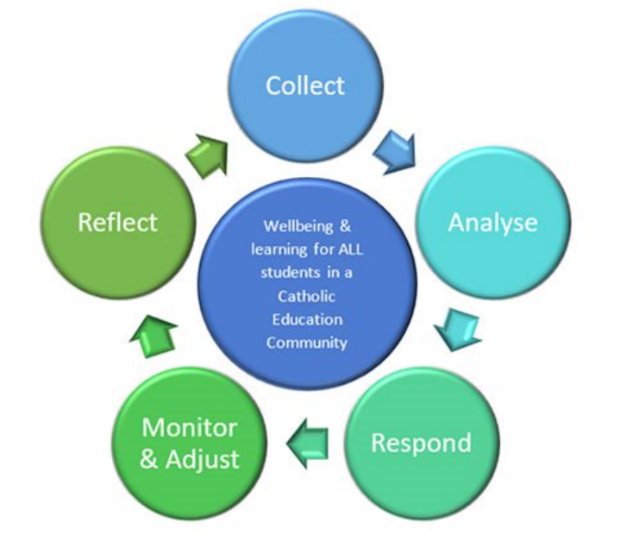 Collect
Analyse
Respond
Monitor
& Adjust
Reflect
Wellbeing &
learning for ALL
students in a
Catholic
Education
Community